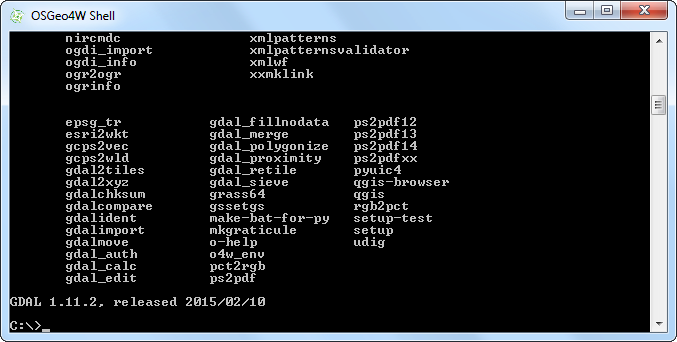 OSGeo4W Shell
nircmdc xmlpatterns
ogdi_import xmlpatternsvalidator
ogdi_info xmlwf
ogr2ogr xxmklink
ogrinfo
epsg_tr gdal_fillnodata ps2pdf12
esri2wkt gdal_merge ps2pdf13
gcps2vec gdal_polygonize ps2pdf14
gcps2wld gdal_proximity ps2pdfxx
gdal2tiles gdal_retile pyuic4
gdal2xyz gdal_sieve qgis-browser
gdalchksum grass64 qgis
gdalcompare gssetgs rgb2pct
gdalident make-bat-for-py setup-test
gdalimport mkgraticule setup
gdalmove o-help udig
gdal_auth o4w_env
gdal_calc pct2rgb
gdal_edit ps2pdf
GDAL 1.11.2, released 2015/02/10
C:\>_